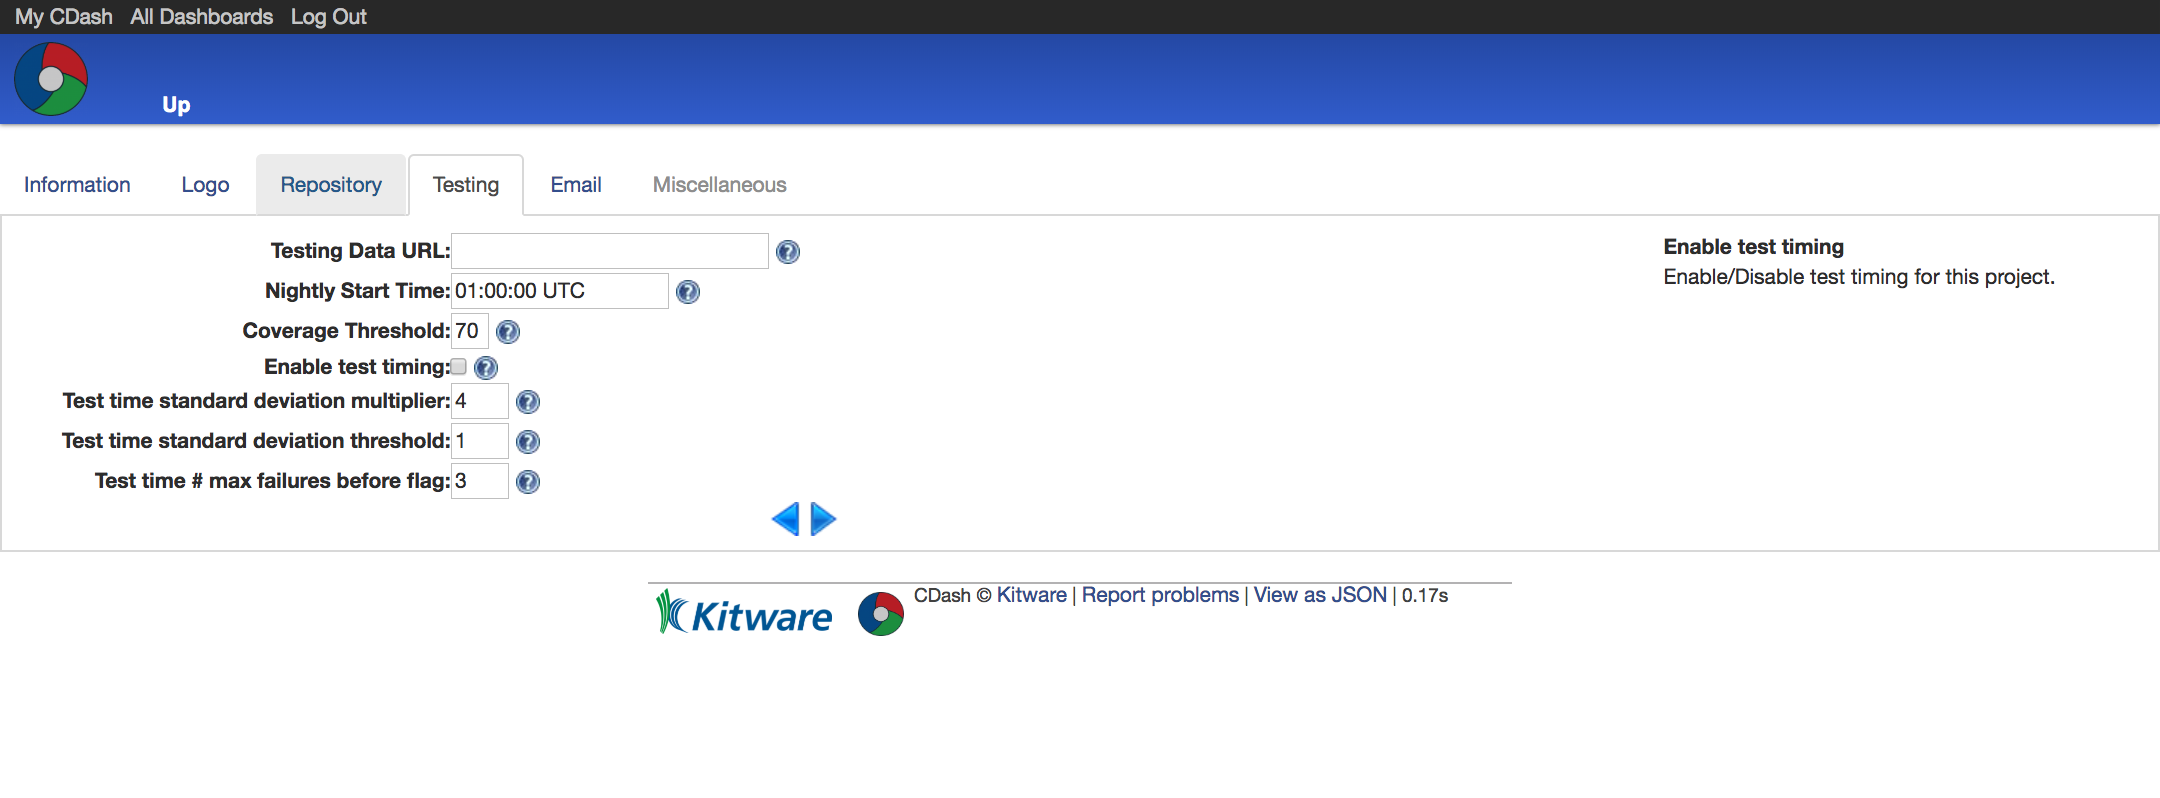 My CDash All Dashboards Log Out
Up
Information Logo Repository Testing Email Miscellaneous
Testing Data URL:
Nightly Start Time: 01:00:00 UTC
Coverage Threshold: 70
Enable test timing:
Test time standard deviation multiplier: 4
Test time standard deviation threshold: 1
Test time # max failures before flag: 3
Enable test timing
Enable/Disable test timing for this project.
Kitware
CDash © Kitware | Report problems | View as JSON | 0.17s